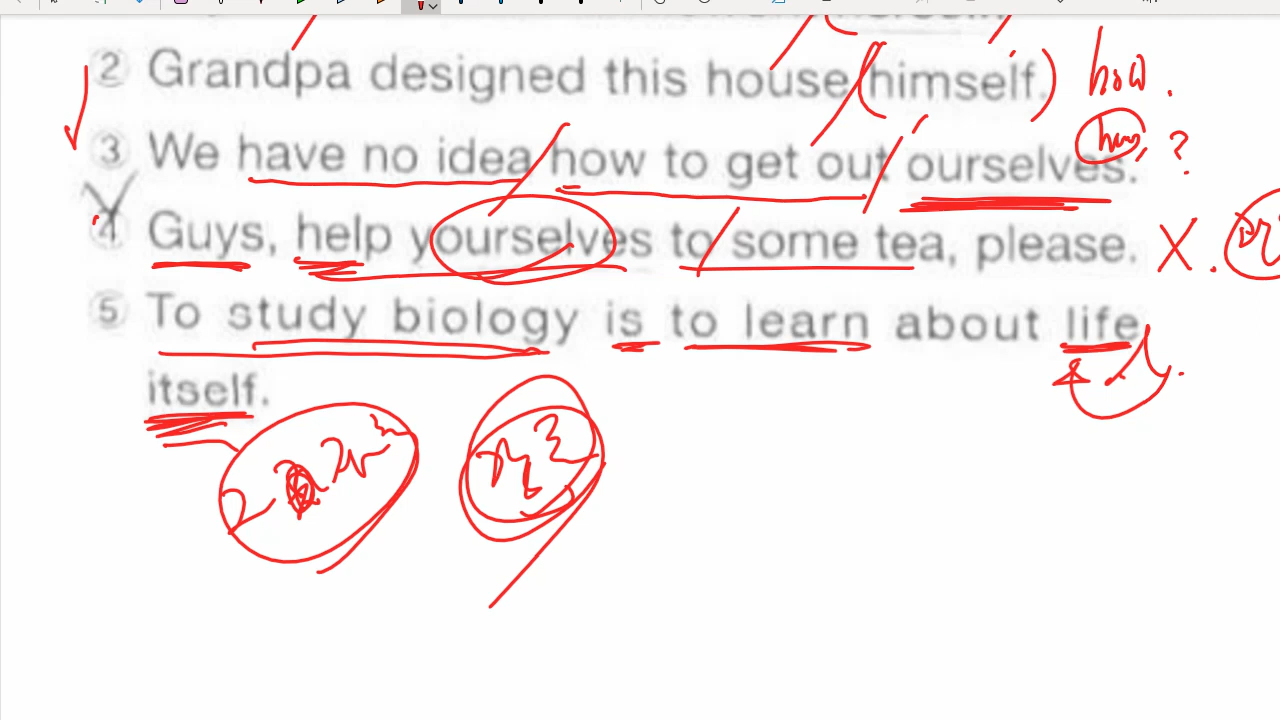 ② Grandpa designed this house himself. how.
③ We have no idea how to get out ourselves. how, ?
④ Guys, help yourselves to some tea, please. X.
⑤ To study biology is to learn about life
itself.